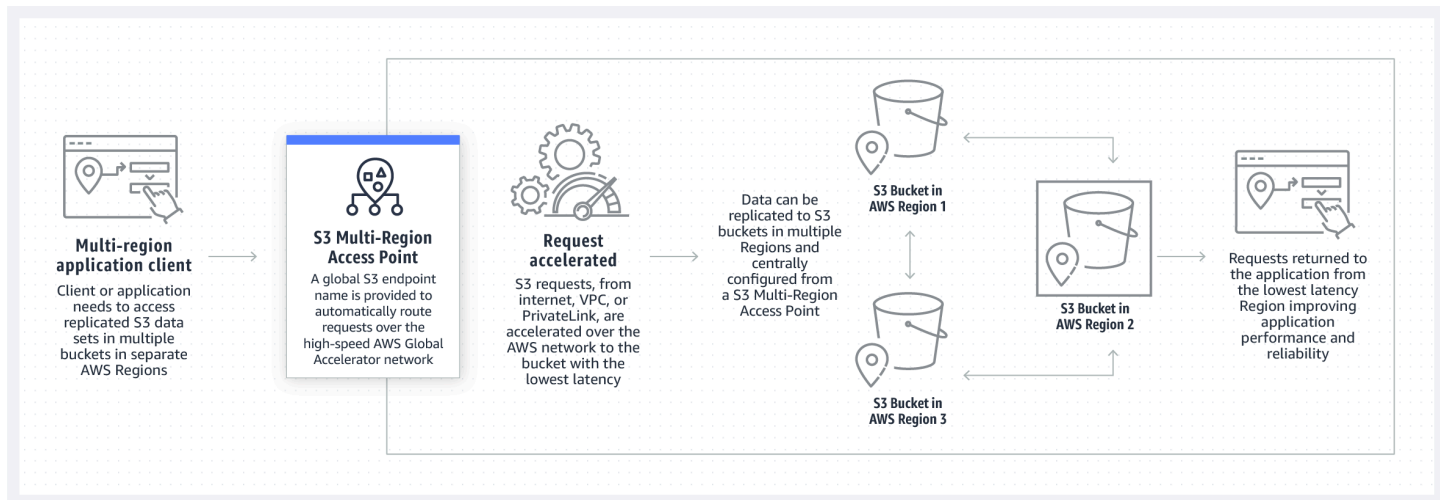 Multi-region
application client
Client or application
needs to access
replicated S3 data
sets in multiple
buckets in separate
AWS Regions
S3 Multi-Region
Access Point
A global S3 endpoint
name is provided to
automatically route
requests over the
high-speed AWS Global
Accelerator network
Request
accelerated
S3 requests, from
internet, VPC, or
PrivateLink, are
accelerated over the
AWS network to the
bucket with the
lowest latency
Data can be
replicated to S3
buckets in multiple
Regions and
centrally
configured from
a S3 Multi-Region
Access Point
S3 Bucket in
AWS Region 1
S3 Bucket in
AWS Region 3
S3 Bucket in
AWS Region 2
Requests returned to
the application from
the lowest latency
Region improving
application
performance and
reliability